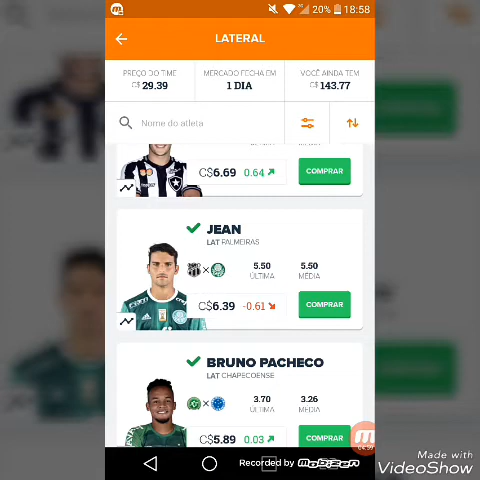 20% 18:58
LATERAL
PREÇO DO TIME
C$ 29.39
MERCADO FECHA EM
1 DIA
VOCÊ AINDA TEM
C$ 143.77
Nome do atleta
C$6.69 0.64
COMPRAR
JEAN
LAT PALMEIRAS
5.50 5.50
ÚLTIMA MÉDIA
C$6.39 -0.61
COMPRAR
BRUNO PACHECO
LAT CHAPECOENSE
3.70 3.26
ÚLTIMA MÉDIA
C$5.89 0.03
COMPRAR
04:59
Recorded by Mobizen
Made with
VideoShow